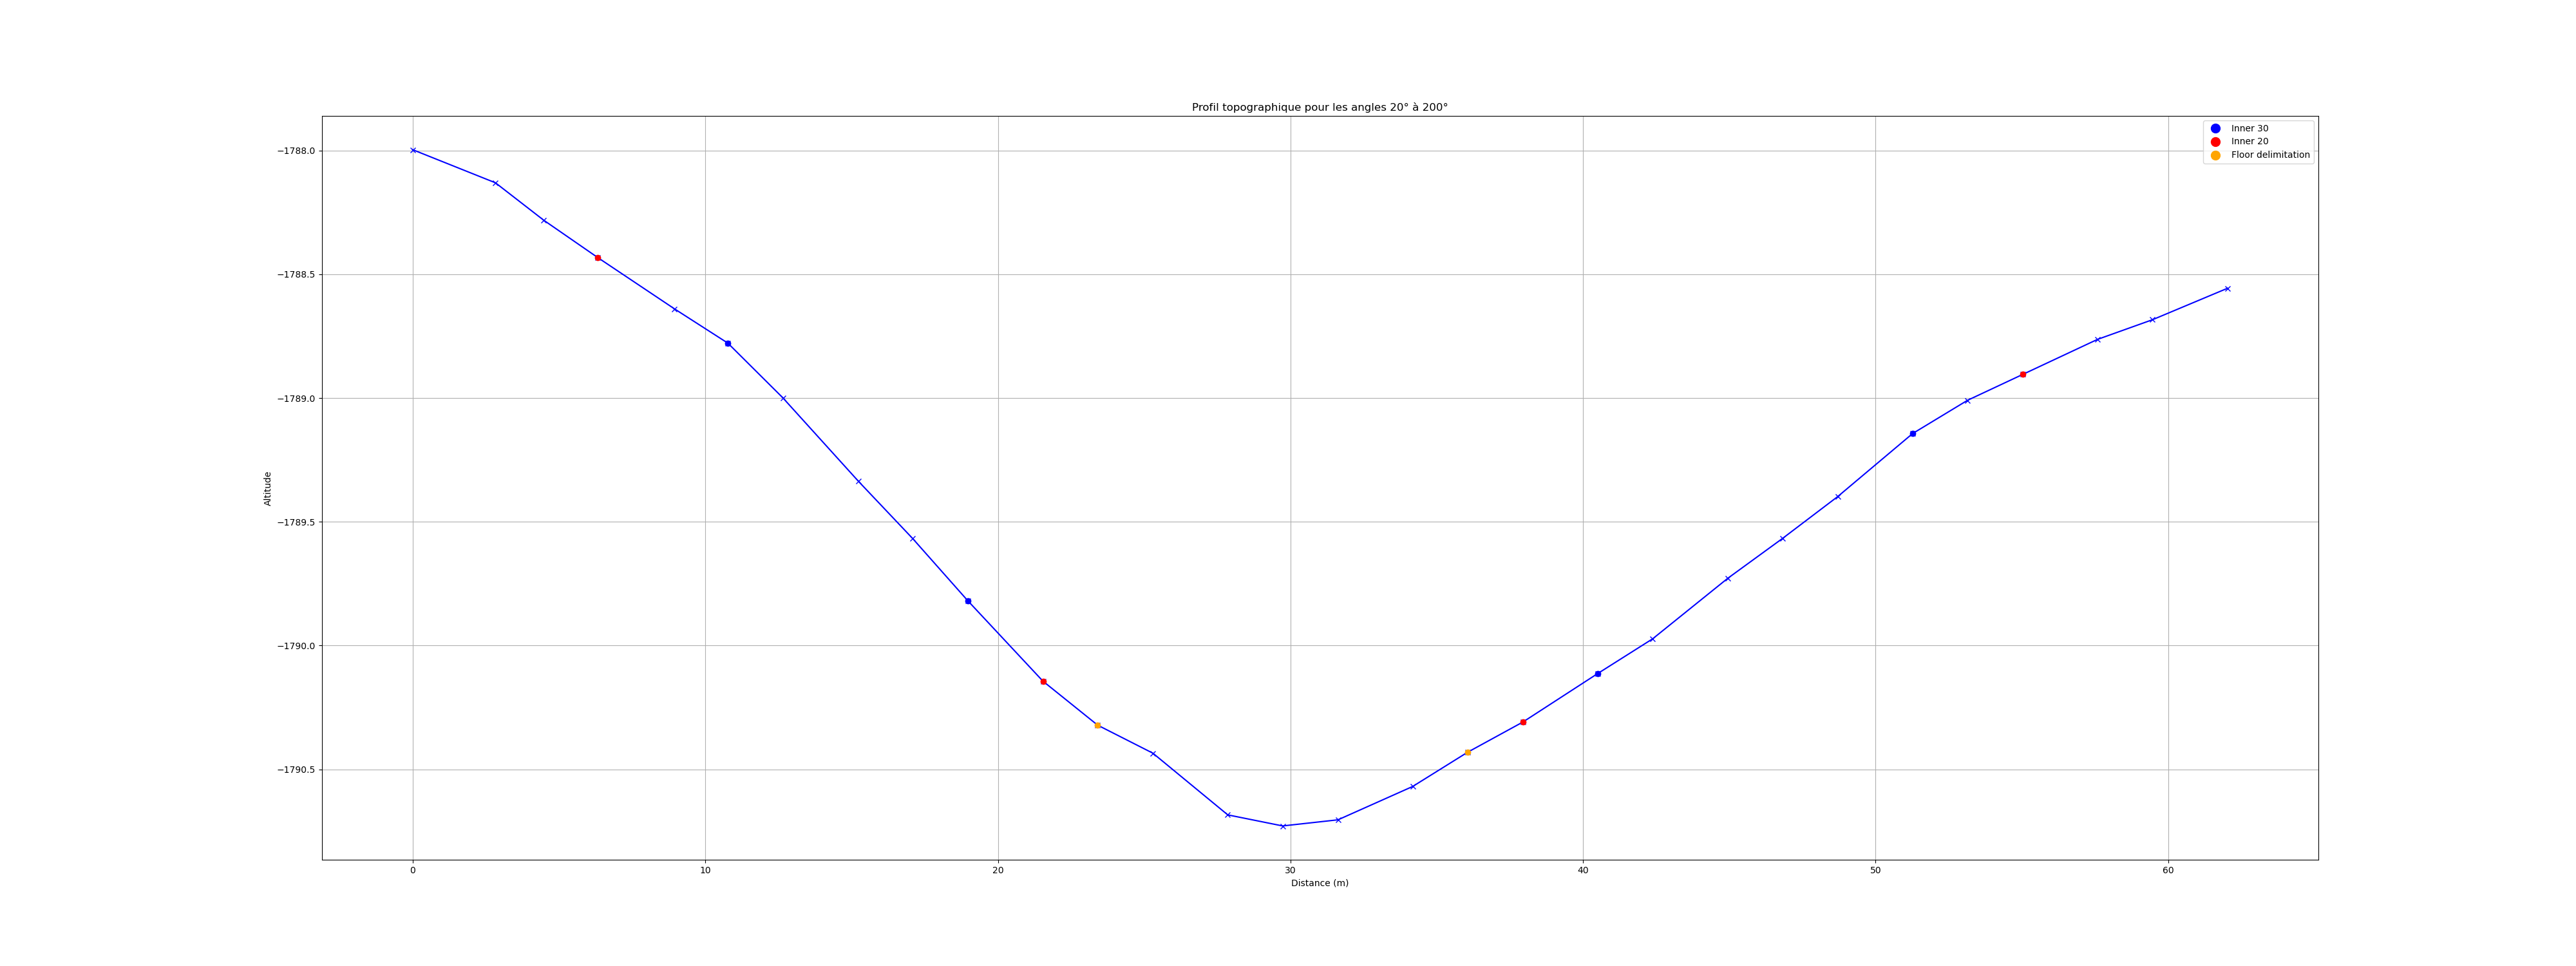 Profil topographique pour les angles 20° à 200°
Inner 30
Inner 20
Floor delimitation
−1788.0
−1788.5
−1789.0
−1789.5
−1790.0
−1790.5
Altitude
0 10 20 30 40 50 60
Distance (m)